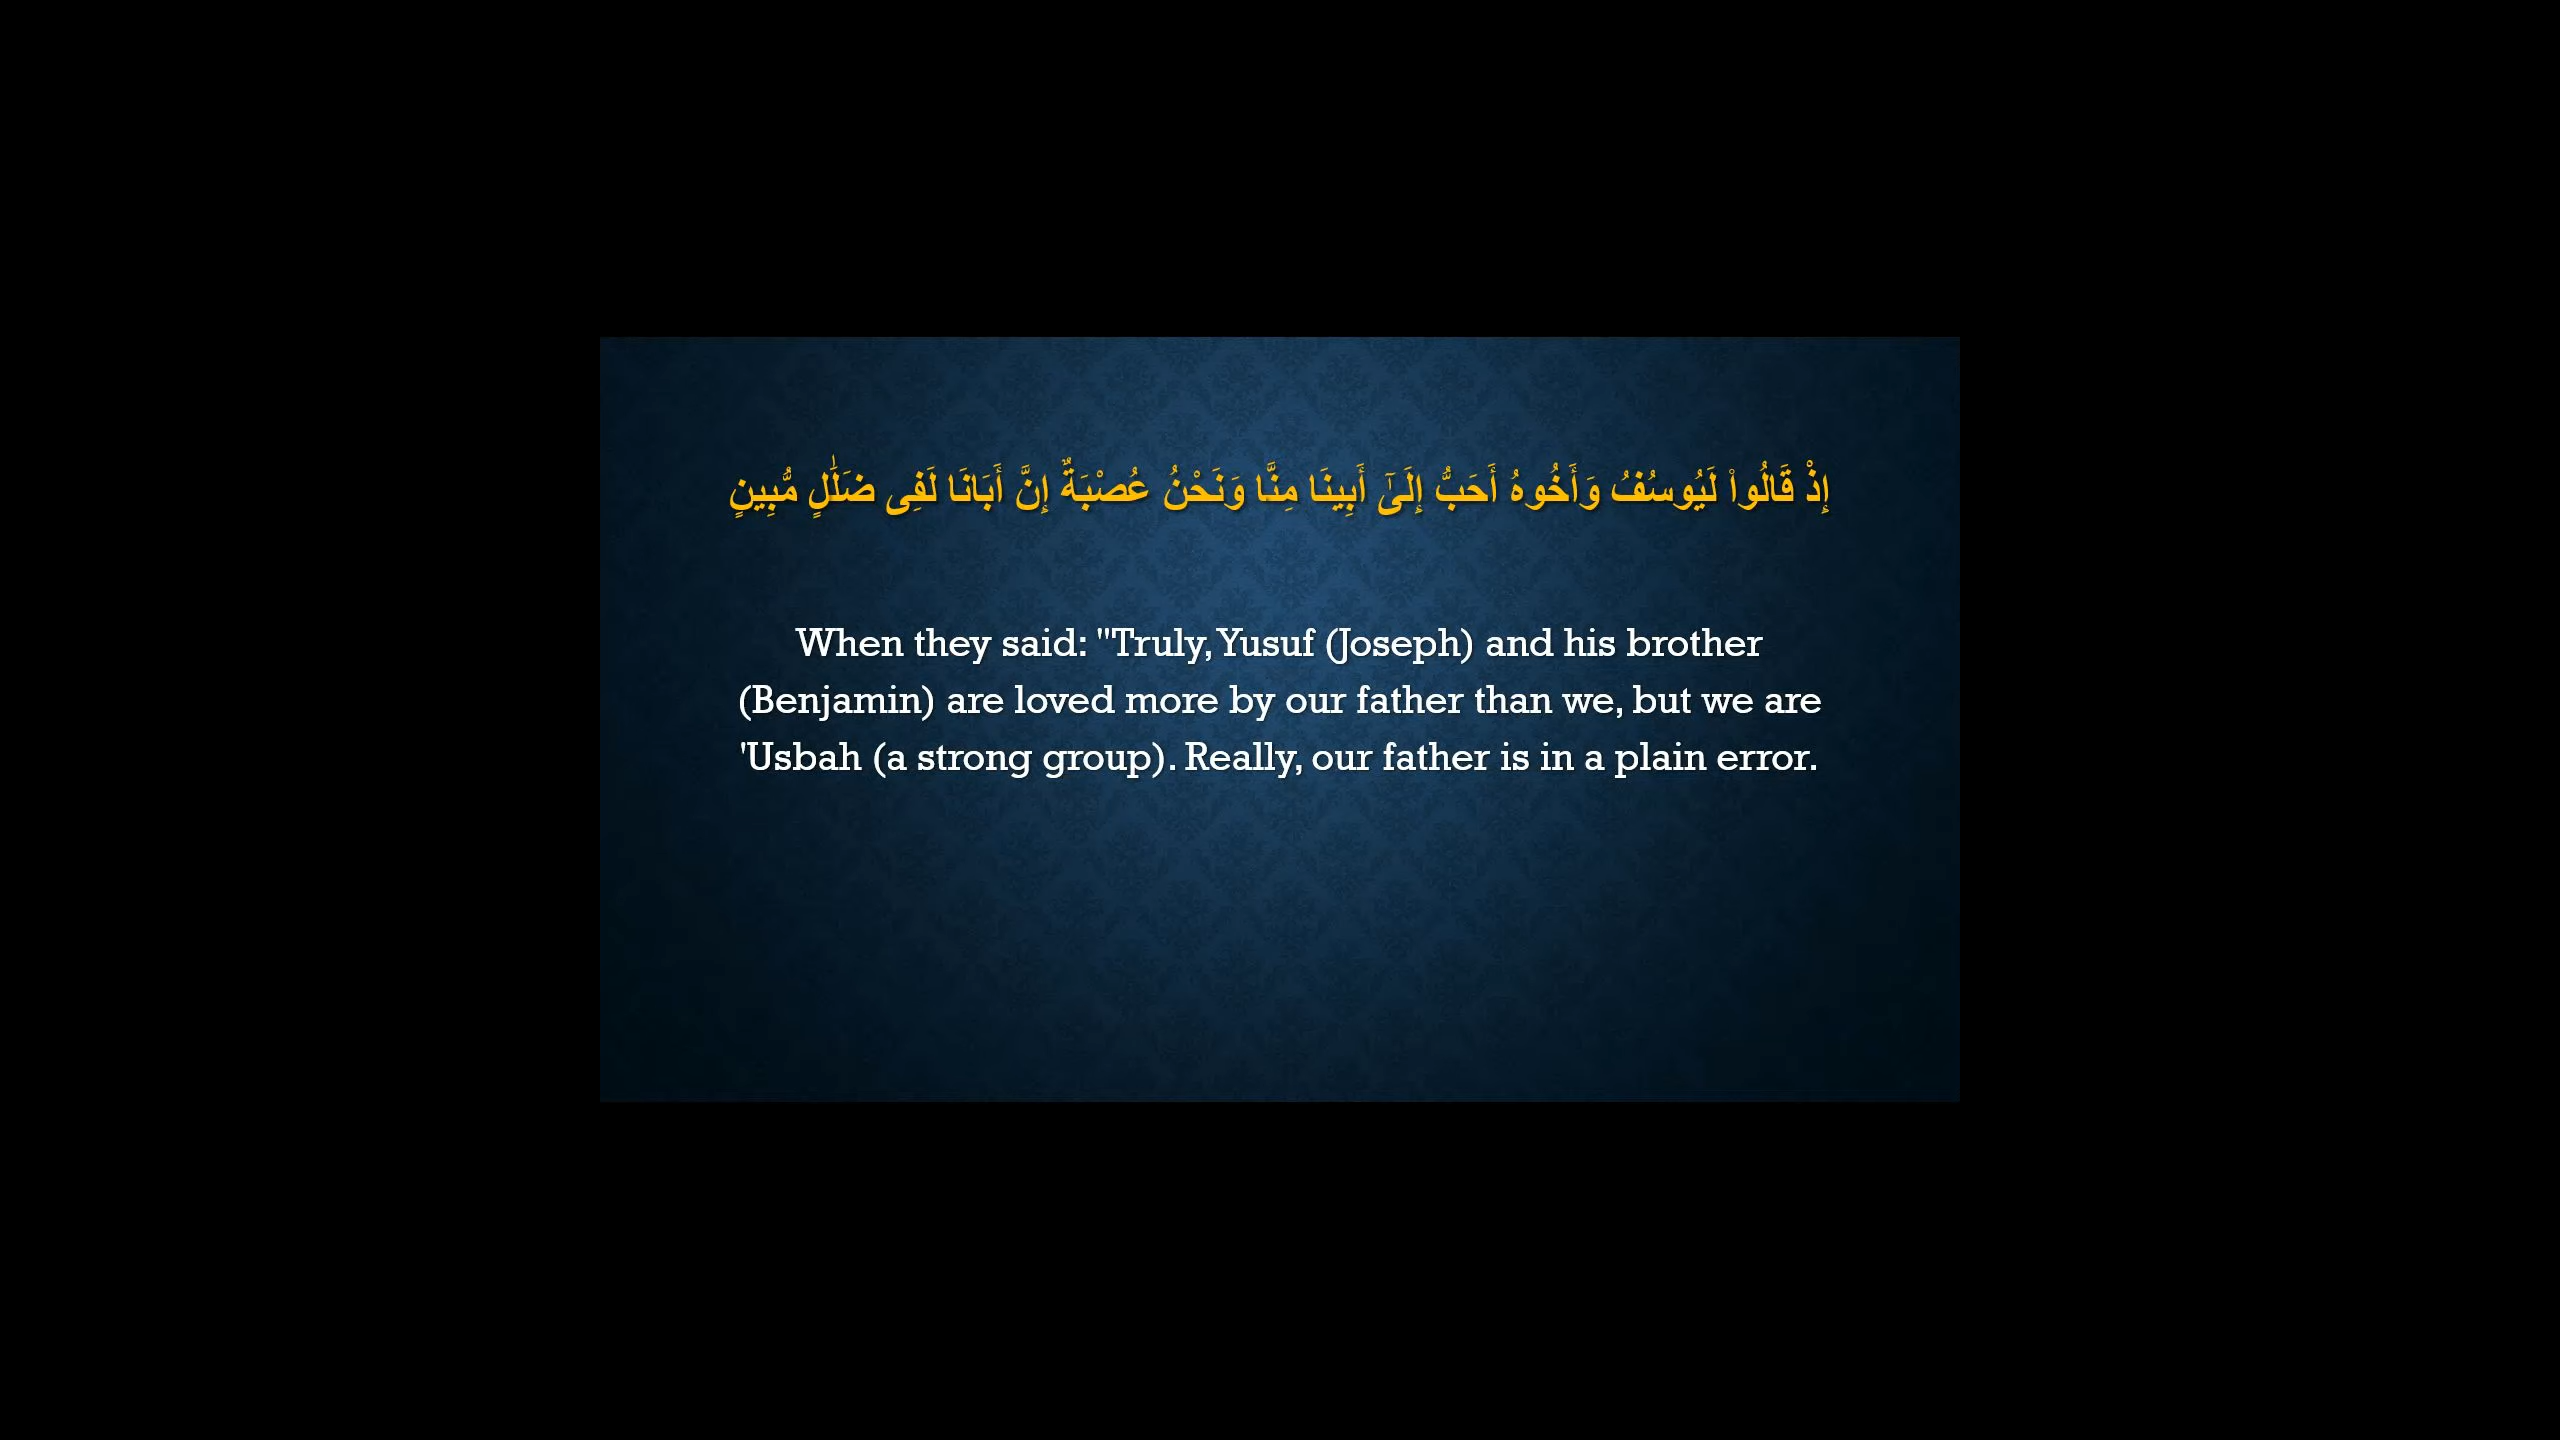 إِذْ قَالُوا۟ لَيُوسُفُ وَأَخُوهُ أَحَبُّ إِلَىٰٓ أَبِينَا مِنَّا وَنَحْنُ عُصْبَةٌ إِنَّ أَبَانَا لَفِى ضَلَٰلٍ مُّبِينٍ
When they said: "Truly, Yusuf (Joseph) and his brother
(Benjamin) are loved more by our father than we, but we are
'Usbah (a strong group). Really, our father is in a plain error.